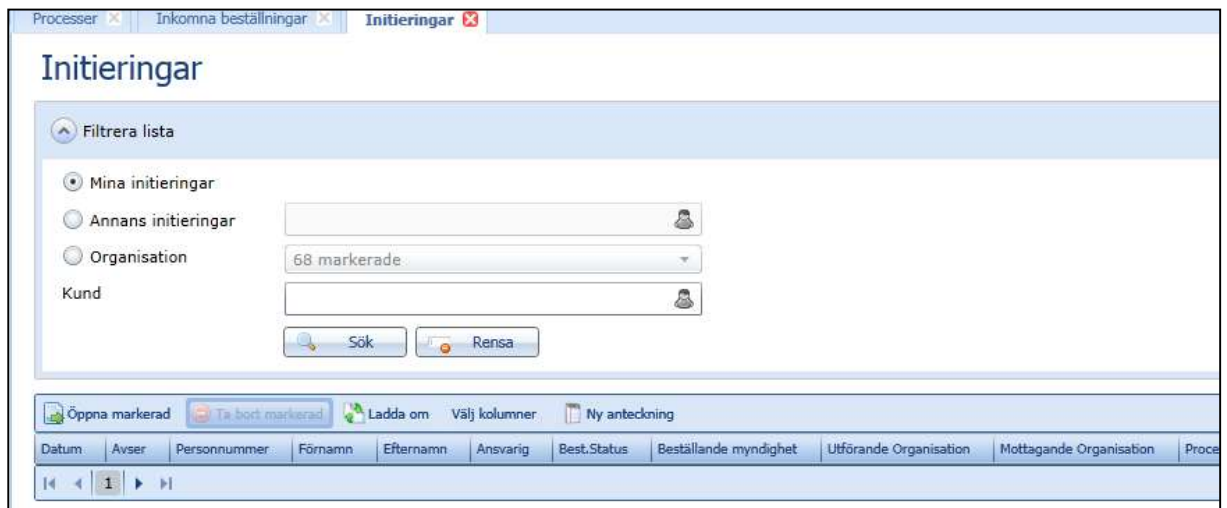 Processer Inkomna beställningar Initieringar
Initieringar
Filtrera lista
Mina initieringar
Annans initieringar
Organisation 68 markerade
Kund
Sök Rensa
Öppna markerad Ta bort markerad Ladda om Välj kolumner Ny anteckning
Datum Avser Personnummer Förnamn Efternamn Ansvarig Best.Status Beställande myndighet Utförande Organisation Mottagande Organisation Proce
1